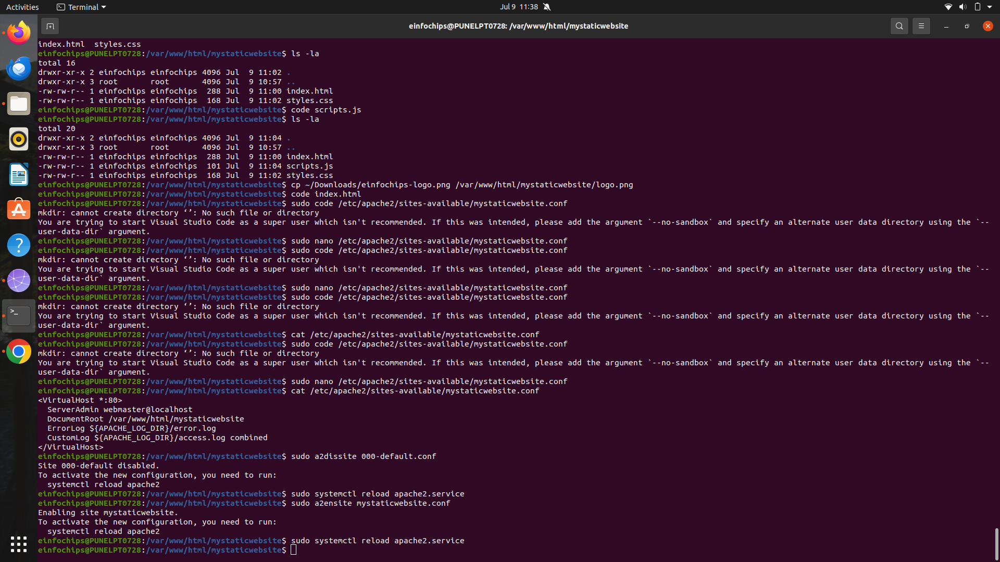 Activities
Terminal
Jul 9 11:38
einfochips@PUNELPT0728: /var/www/html/mystaticwebsite
index.html  styles.css
einfochips@PUNELPT0728:/var/www/html/mystaticwebsite$ ls -la
total 16
drwxr-xr-x 2 einfochips einfochips 4096 Jul  9 11:02 .
drwxr-xr-x 3 root       root       4096 Jul  9 10:57 ..
-rw-rw-r-- 1 einfochips einfochips  288 Jul  9 11:00 index.html
-rw-rw-r-- 1 einfochips einfochips  168 Jul  9 11:02 styles.css
einfochips@PUNELPT0728:/var/www/html/mystaticwebsite$ code scripts.js
einfochips@PUNELPT0728:/var/www/html/mystaticwebsite$ ls -la
total 20
drwxr-xr-x 2 einfochips einfochips 4096 Jul  9 11:04 .
drwxr-xr-x 3 root       root       4096 Jul  9 10:57 ..
-rw-rw-r-- 1 einfochips einfochips  288 Jul  9 11:00 index.html
-rw-rw-r-- 1 einfochips einfochips  101 Jul  9 11:04 scripts.js
-rw-rw-r-- 1 einfochips einfochips  168 Jul  9 11:02 styles.css
einfochips@PUNELPT0728:/var/www/html/mystaticwebsite$ cp ~/Downloads/einfochips-logo.png /var/www/html/mystaticwebsite/logo.png
einfochips@PUNELPT0728:/var/www/html/mystaticwebsite$ code index.html
einfochips@PUNELPT0728:/var/www/html/mystaticwebsite$ sudo code /etc/apache2/sites-available/mystaticwebsite.conf
mkdir: cannot create directory ‘’: No such file or directory
You are trying to start Visual Studio Code as a super user which isn't recommended. If this was intended, please add the argument `--no-sandbox` and specify an alternate user data directory using the `--
user-data-dir` argument.
einfochips@PUNELPT0728:/var/www/html/mystaticwebsite$ sudo nano /etc/apache2/sites-available/mystaticwebsite.conf
einfochips@PUNELPT0728:/var/www/html/mystaticwebsite$ sudo code /etc/apache2/sites-available/mystaticwebsite.conf
mkdir: cannot create directory ‘’: No such file or directory
You are trying to start Visual Studio Code as a super user which isn't recommended. If this was intended, please add the argument `--no-sandbox` and specify an alternate user data directory using the `--
user-data-dir` argument.
einfochips@PUNELPT0728:/var/www/html/mystaticwebsite$ sudo nano /etc/apache2/sites-available/mystaticwebsite.conf
einfochips@PUNELPT0728:/var/www/html/mystaticwebsite$ sudo code /etc/apache2/sites-available/mystaticwebsite.conf
mkdir: cannot create directory ‘’: No such file or directory
You are trying to start Visual Studio Code as a super user which isn't recommended. If this was intended, please add the argument `--no-sandbox` and specify an alternate user data directory using the `--
user-data-dir` argument.
einfochips@PUNELPT0728:/var/www/html/mystaticwebsite$ cat /etc/apache2/sites-available/mystaticwebsite.conf
einfochips@PUNELPT0728:/var/www/html/mystaticwebsite$ sudo code /etc/apache2/sites-available/mystaticwebsite.conf
mkdir: cannot create directory ‘’: No such file or directory
You are trying to start Visual Studio Code as a super user which isn't recommended. If this was intended, please add the argument `--no-sandbox` and specify an alternate user data directory using the `--
user-data-dir` argument.
einfochips@PUNELPT0728:/var/www/html/mystaticwebsite$ sudo nano /etc/apache2/sites-available/mystaticwebsite.conf
einfochips@PUNELPT0728:/var/www/html/mystaticwebsite$ cat /etc/apache2/sites-available/mystaticwebsite.conf
<VirtualHost *:80>
  ServerAdmin webmaster@localhost
  DocumentRoot /var/www/html/mystaticwebsite
  ErrorLog ${APACHE_LOG_DIR}/error.log
  CustomLog ${APACHE_LOG_DIR}/access.log combined
</VirtualHost>
einfochips@PUNELPT0728:/var/www/html/mystaticwebsite$ sudo a2dissite 000-default.conf
Site 000-default disabled.
To activate the new configuration, you need to run:
  systemctl reload apache2
einfochips@PUNELPT0728:/var/www/html/mystaticwebsite$ sudo systemctl reload apache2.service
einfochips@PUNELPT0728:/var/www/html/mystaticwebsite$ sudo a2ensite mystaticwebsite.conf
Enabling site mystaticwebsite.
To activate the new configuration, you need to run:
  systemctl reload apache2
einfochips@PUNELPT0728:/var/www/html/mystaticwebsite$ sudo systemctl reload apache2.service
einfochips@PUNELPT0728:/var/www/html/mystaticwebsite$